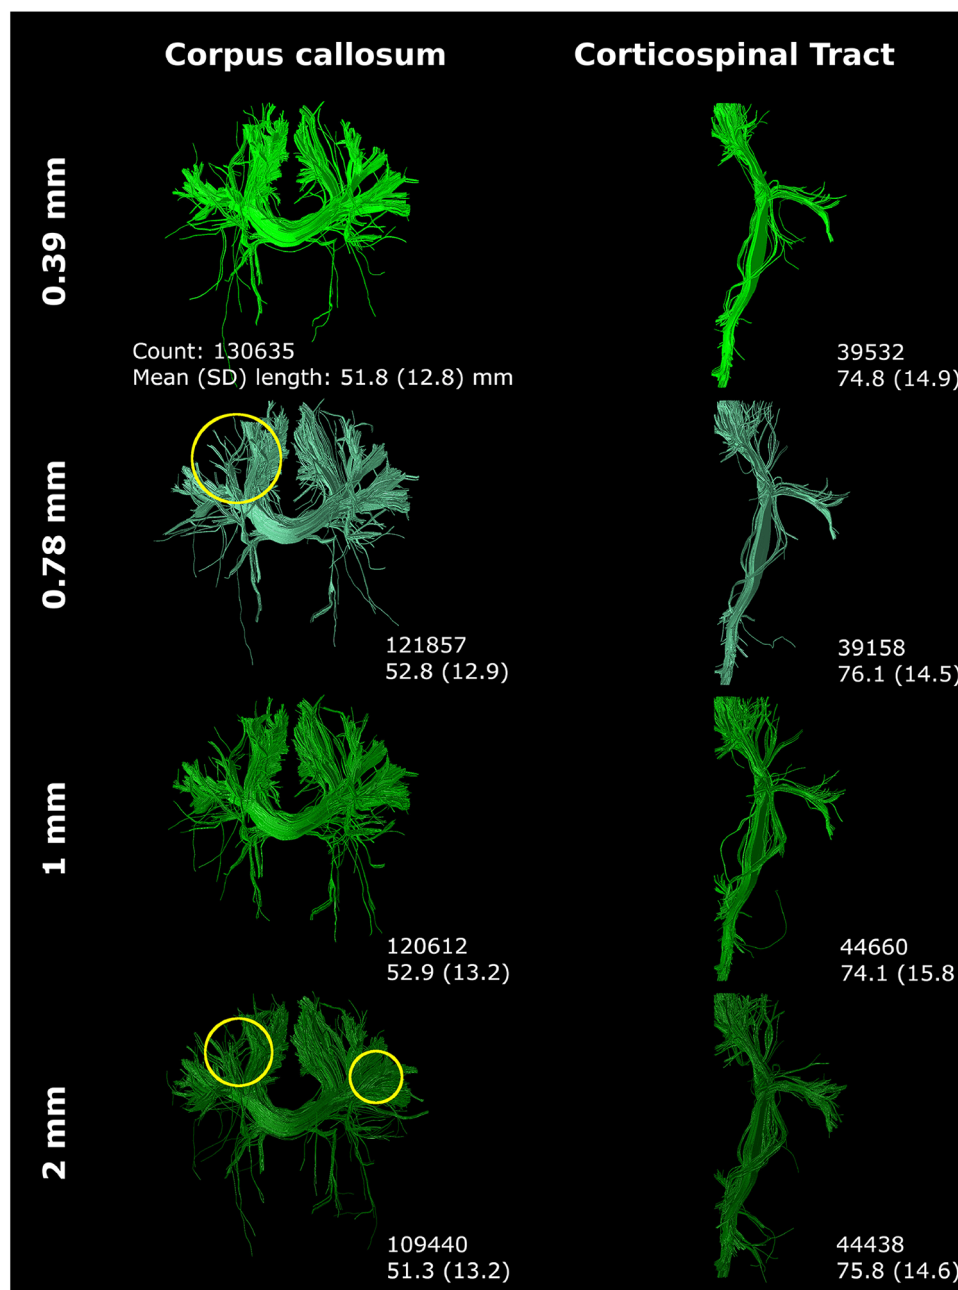 Corpus callosum
Corticospinal Tract
0.39 mm
Count: 130635
Mean (SD) length: 51.8 (12.8) mm
39532
74.8 (14.9)
0.78 mm
121857
52.8 (12.9)
39158
76.1 (14.5)
1 mm
120612
52.9 (13.2)
44660
74.1 (15.8
2 mm
109440
51.3 (13.2)
44438
75.8 (14.6)